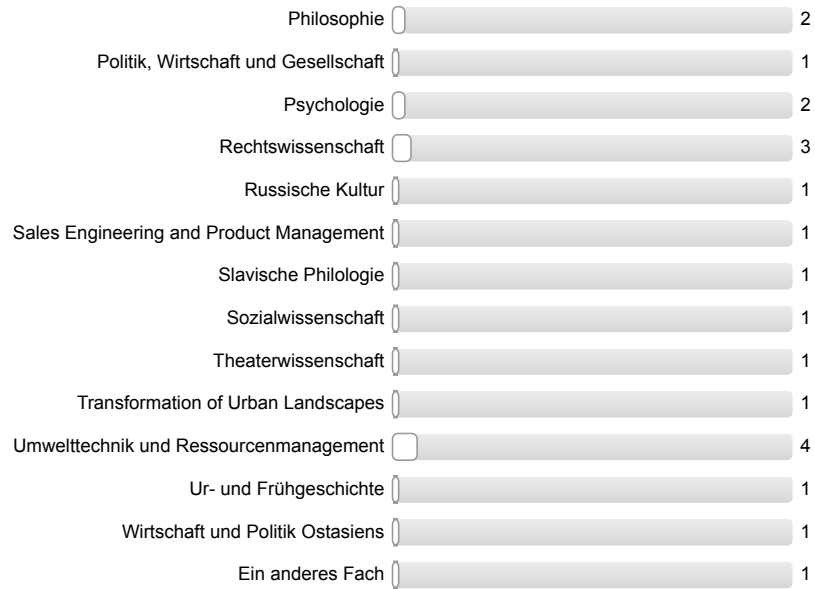 Philosophie 2
Politik, Wirtschaft und Gesellschaft 1
Psychologie 2
Rechtswissenschaft 3
Russische Kultur 1
Sales Engineering and Product Management 1
Slavische Philologie 1
Sozialwissenschaft 1
Theaterwissenschaft 1
Transformation of Urban Landscapes 1
Umwelttechnik und Ressourcenmanagement 4
Ur- und Frühgeschichte 1
Wirtschaft und Politik Ostasiens 1
Ein anderes Fach 1